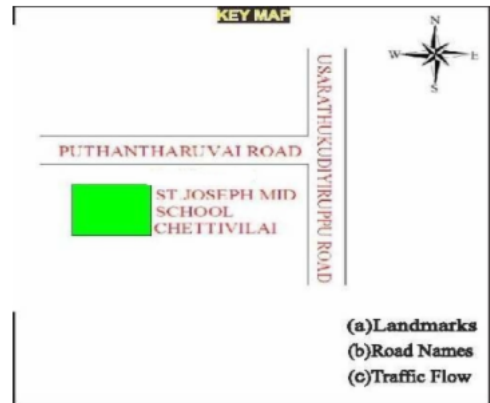 KEY MAP
N
W E
S
USARATHUKUDIYIRUPPU ROAD
PUTHANTHARUVAI ROAD
ST.JOSEPH MID
SCHOOL
CHETTIVILAI
(a)Landmarks
(b)Road Names
(c)Traffic Flow